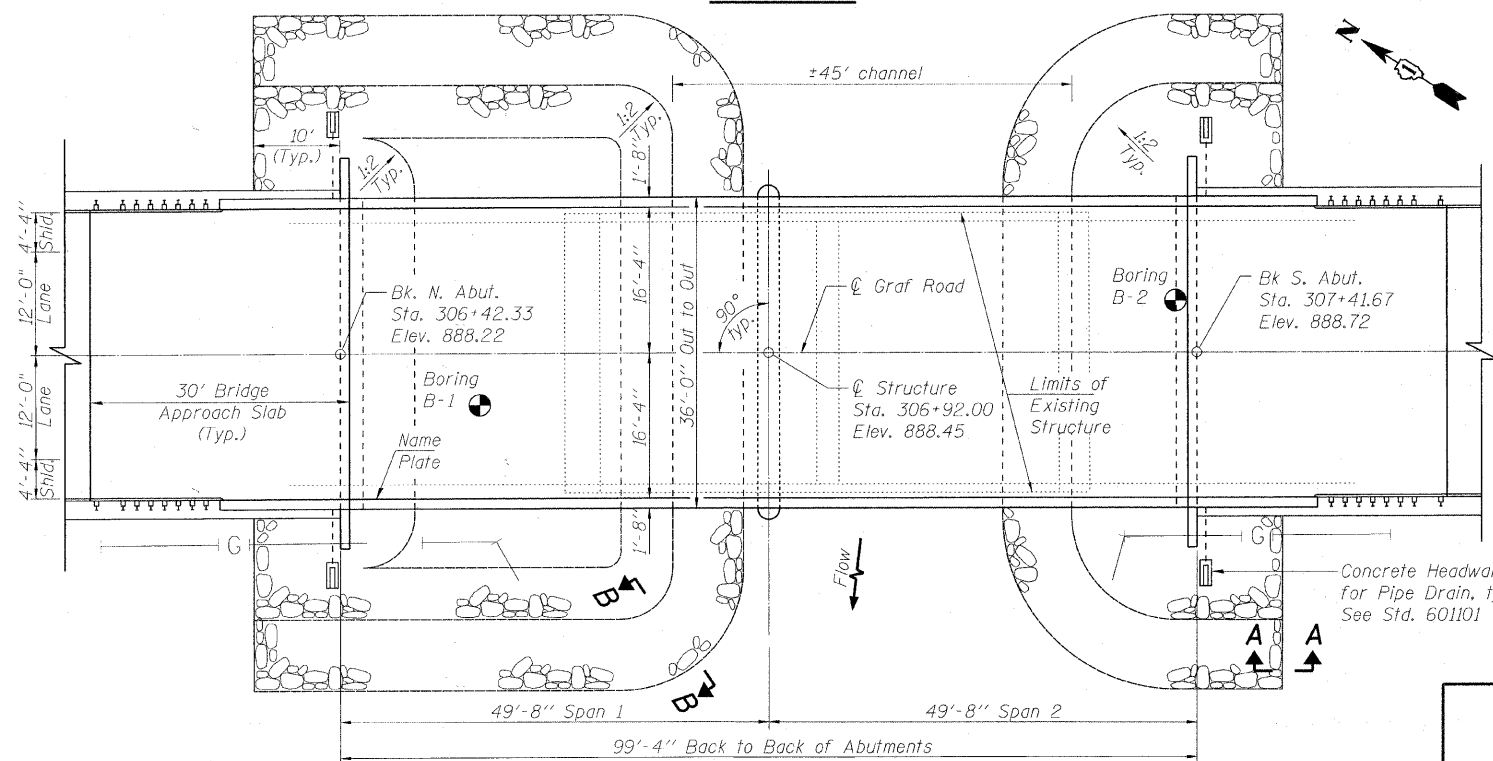 N
±45' channel
10'
(Typ.)
1:2
Typ.
1:2
Typ.
1:2
Typ.
1'-8"
4'-4"
Shld.
12'-0"
Lane
12'-0"
Lane
4'-4"
Shld.
Bk. N. Abut.
Sta. 306+42.33
Elev. 888.22
16'-4"
36'-0" Out to Out
16'-4"
1'-8"
90°
typ.
℄ Graf Road
Boring
B-2
Bk S. Abut.
Sta. 307+41.67
Elev. 888.72
30' Bridge
Approach Slab
(Typ.)
Boring
B-1
Name
Plate
℄ Structure
Sta. 306+92.00
Elev. 888.45
Limits of
Existing
Structure
G
G
B
B
Flow
Concrete
for Pipe Drain,
See Std. 601101
A A
49'-8" Span 1
49'-8" Span 2
99'-4" Back to Back of Abutments